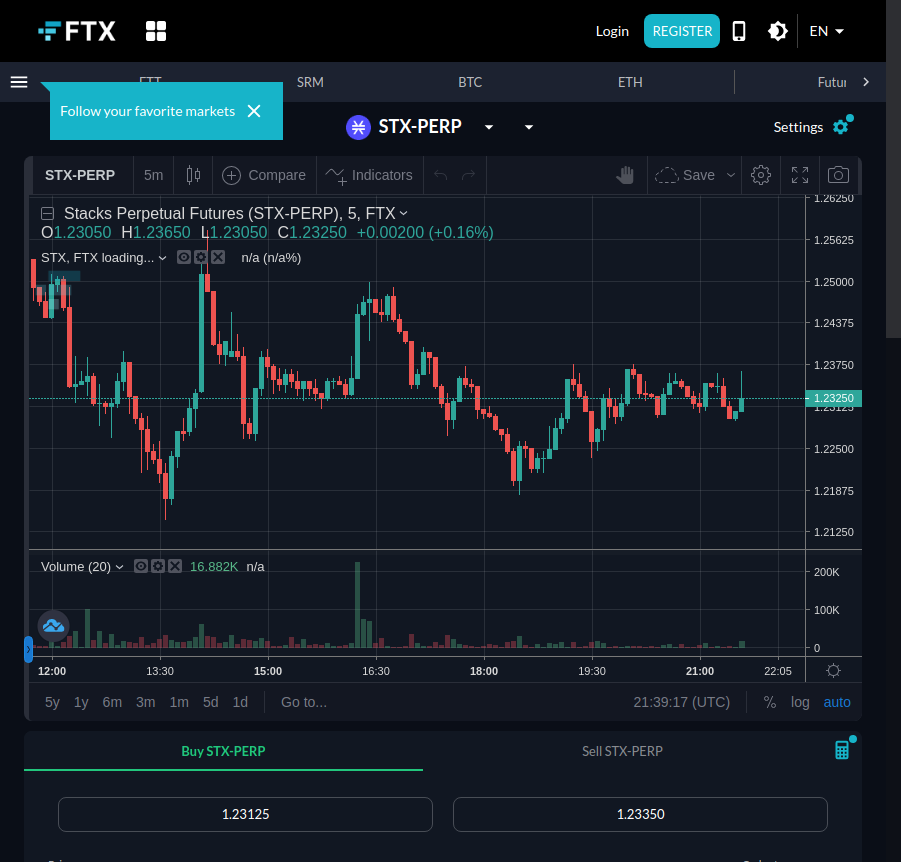 FTX
Login
REGISTER
EN
FTT
SRM
BTC
ETH
Futur
Follow your favorite markets
STX-PERP
Settings
STX-PERP
5m
Compare
Indicators
Save
Stacks Perpetual Futures (STX-PERP), 5, FTX
O1.23050 H1.23650 L1.23050 C1.23250 +0.00200 (+0.16%)
STX, FTX loading...
n/a (n/a%)
1.26250
1.25625
1.25000
1.24375
1.23750
1.23250
1.23125
1.22500
1.21875
1.21250
Volume (20)
16.882K n/a
200K
100K
0
12:00
13:30
15:00
16:30
18:00
19:30
21:00
22:05
5y
1y
6m
3m
1m
5d
1d
Go to...
21:39:17 (UTC)
%
log
auto
Buy STX-PERP
Sell STX-PERP
1.23125
1.23350